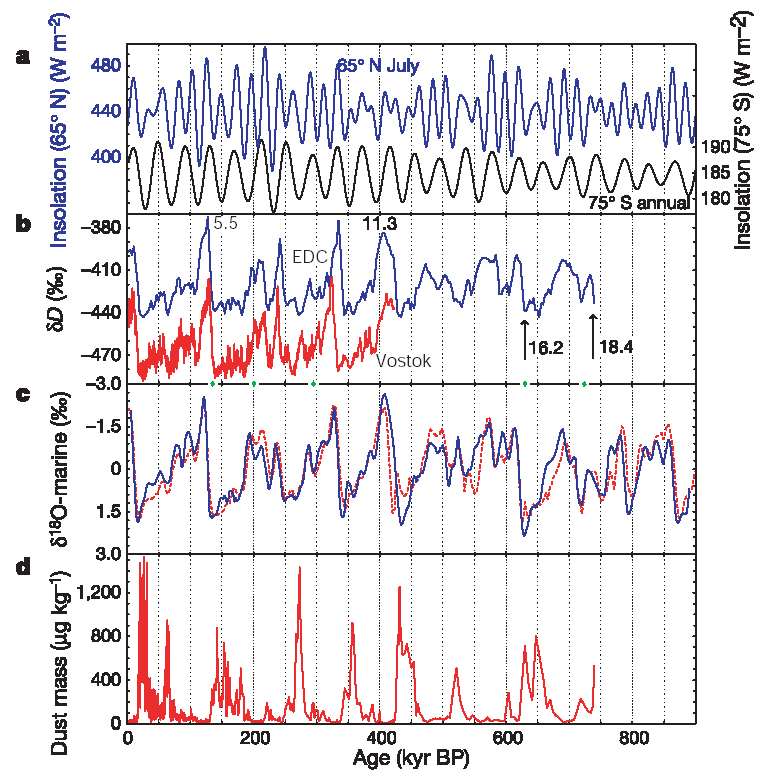 a
Insolation (65° N) (W m⁻²)
480
440
400
65° N July
75° S annual
190
185
180
Insolation (75° S) (W m⁻²)
b
δD (‰)
−380
−410
−440
−470
5.5
11.3
EDC
Vostok
16.2
18.4
c
δ¹⁸O-marine (‰)
−3.0
−1.5
0
1.5
3.0
d
Dust mass (μg kg⁻¹)
1,200
800
400
0
0 200 400 600 800
Age (kyr BP)